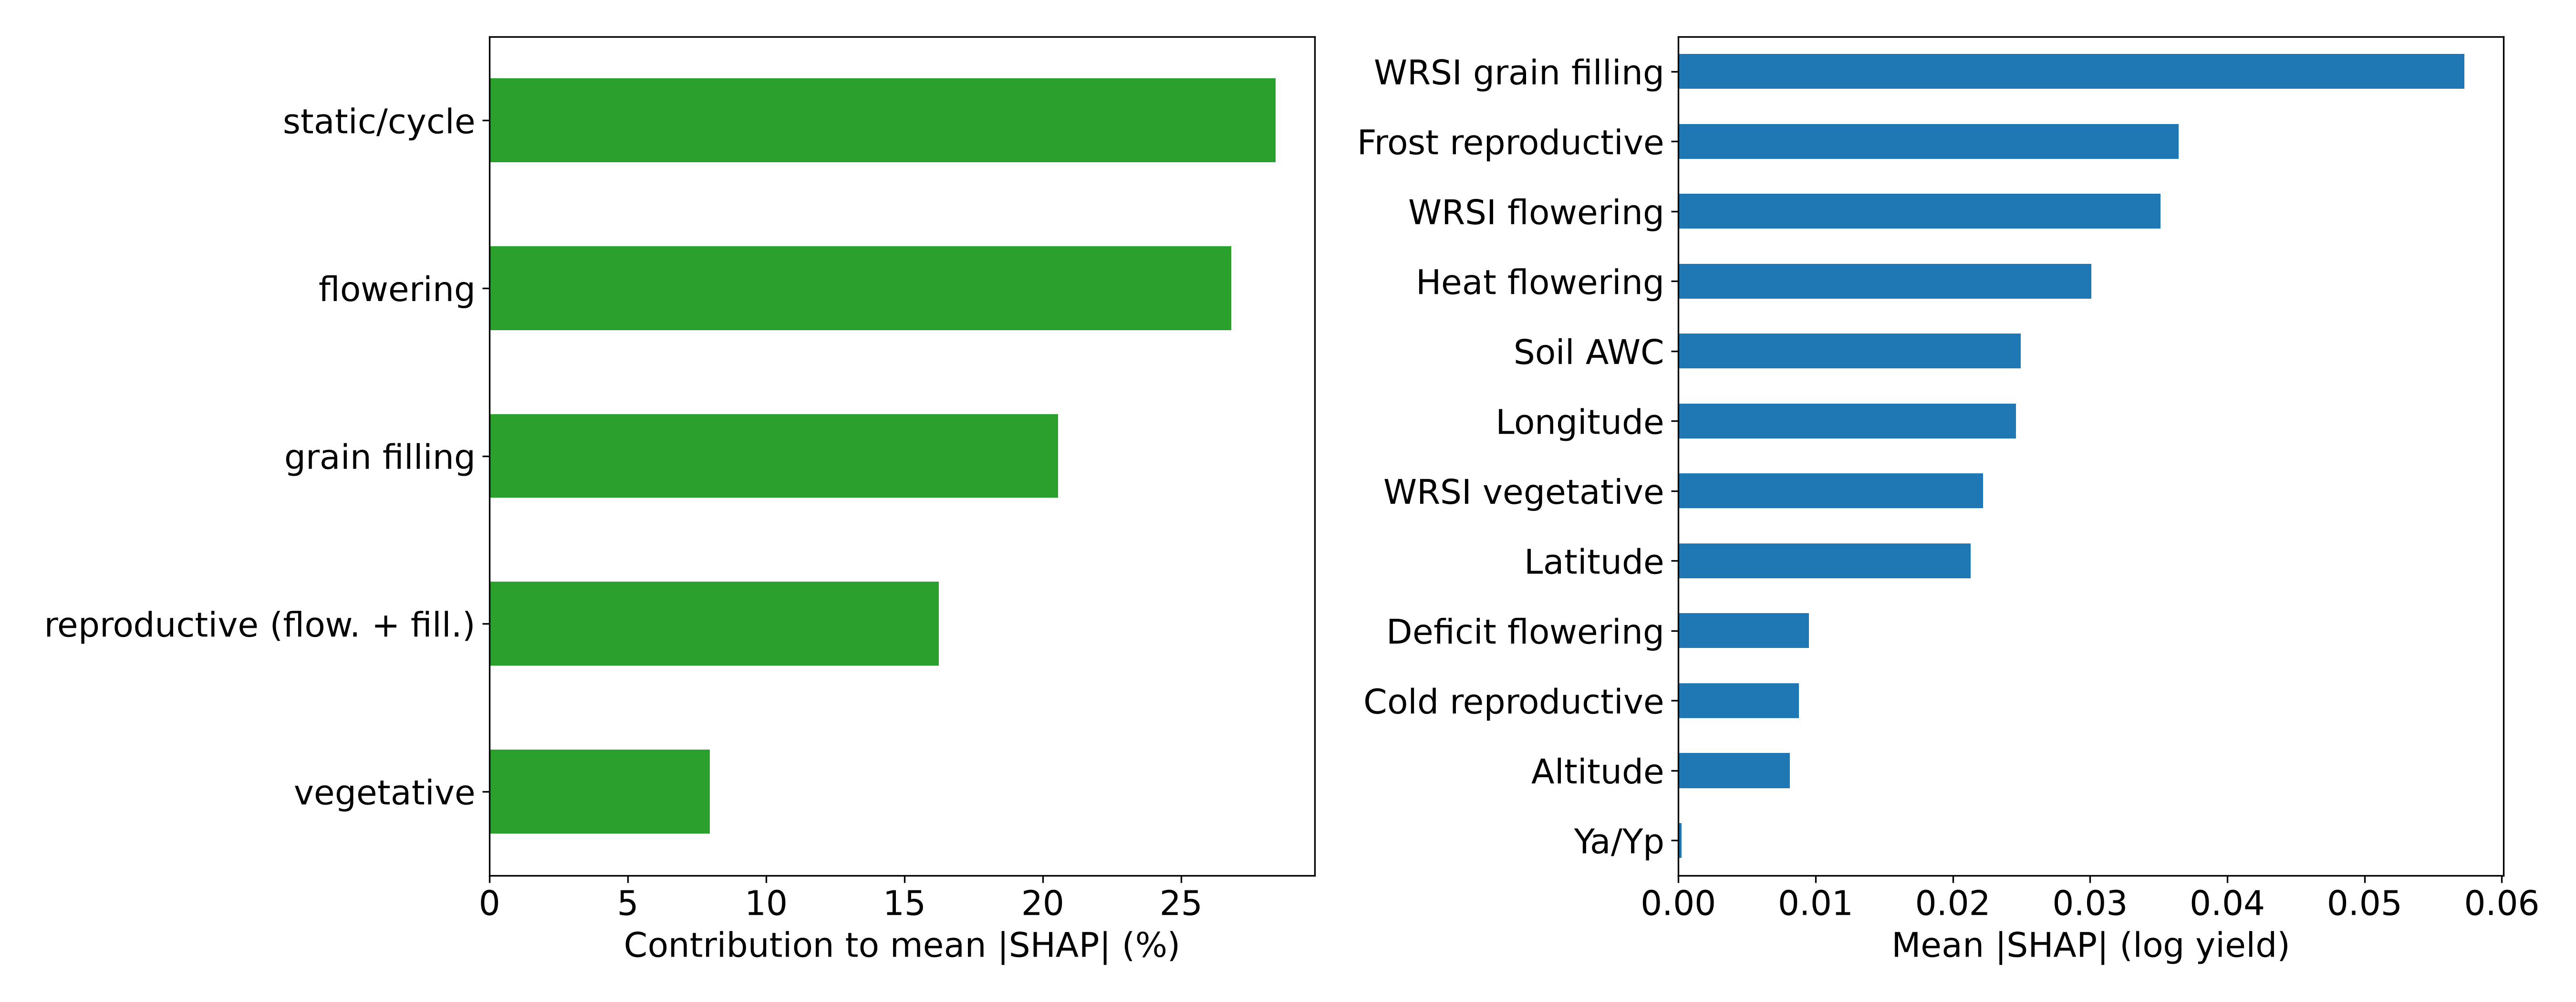 static/cycle
flowering
grain filling
reproductive (flow. + fill.)
vegetative
0 5 10 15 20 25
Contribution to mean |SHAP| (%)
WRSI grain filling
Frost reproductive
WRSI flowering
Heat flowering
Soil AWC
Longitude
WRSI vegetative
Latitude
Deficit flowering
Cold reproductive
Altitude
Ya/Yp
0.00 0.01 0.02 0.03 0.04 0.05 0.06
Mean |SHAP| (log yield)